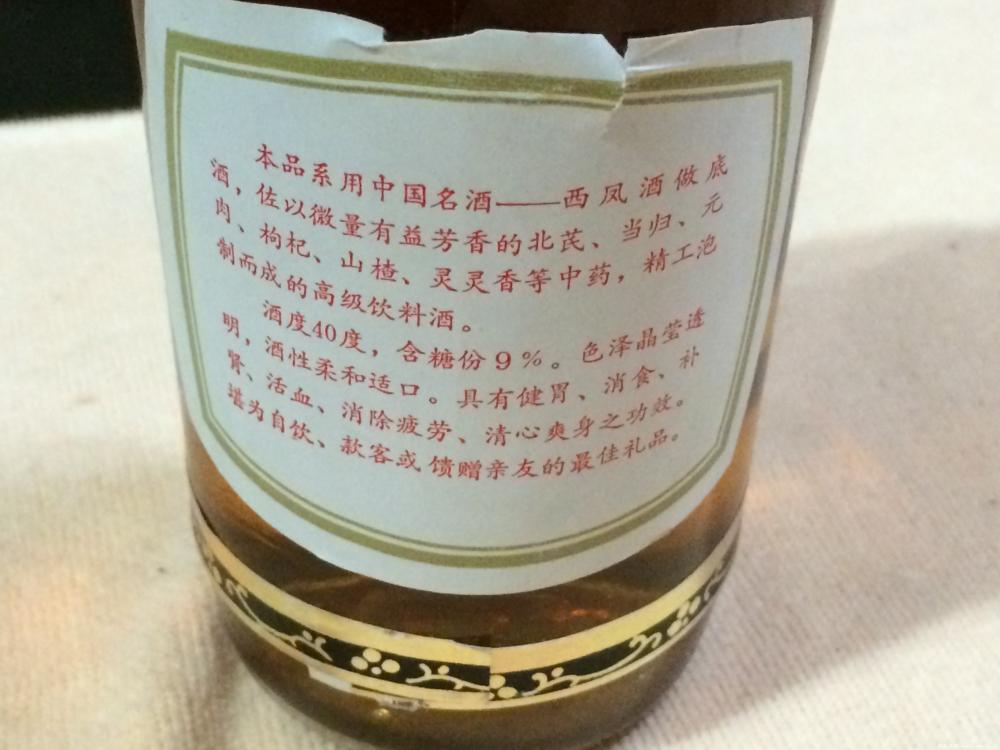 本品系用中国名酒——西凤酒做底
酒，佐以微量有益芳香的北芪、当归、元
肉、枸杞、山楂、灵灵香等中药，精工泡
制而成的高级饮料酒。
酒度40度，含糖份9％。色泽晶莹透
明，酒性柔和适口。具有健胃、消食、补
肾、活血、消除疲劳、清心爽身之功效。
堪为自饮、款客或馈赠亲友的最佳礼品。